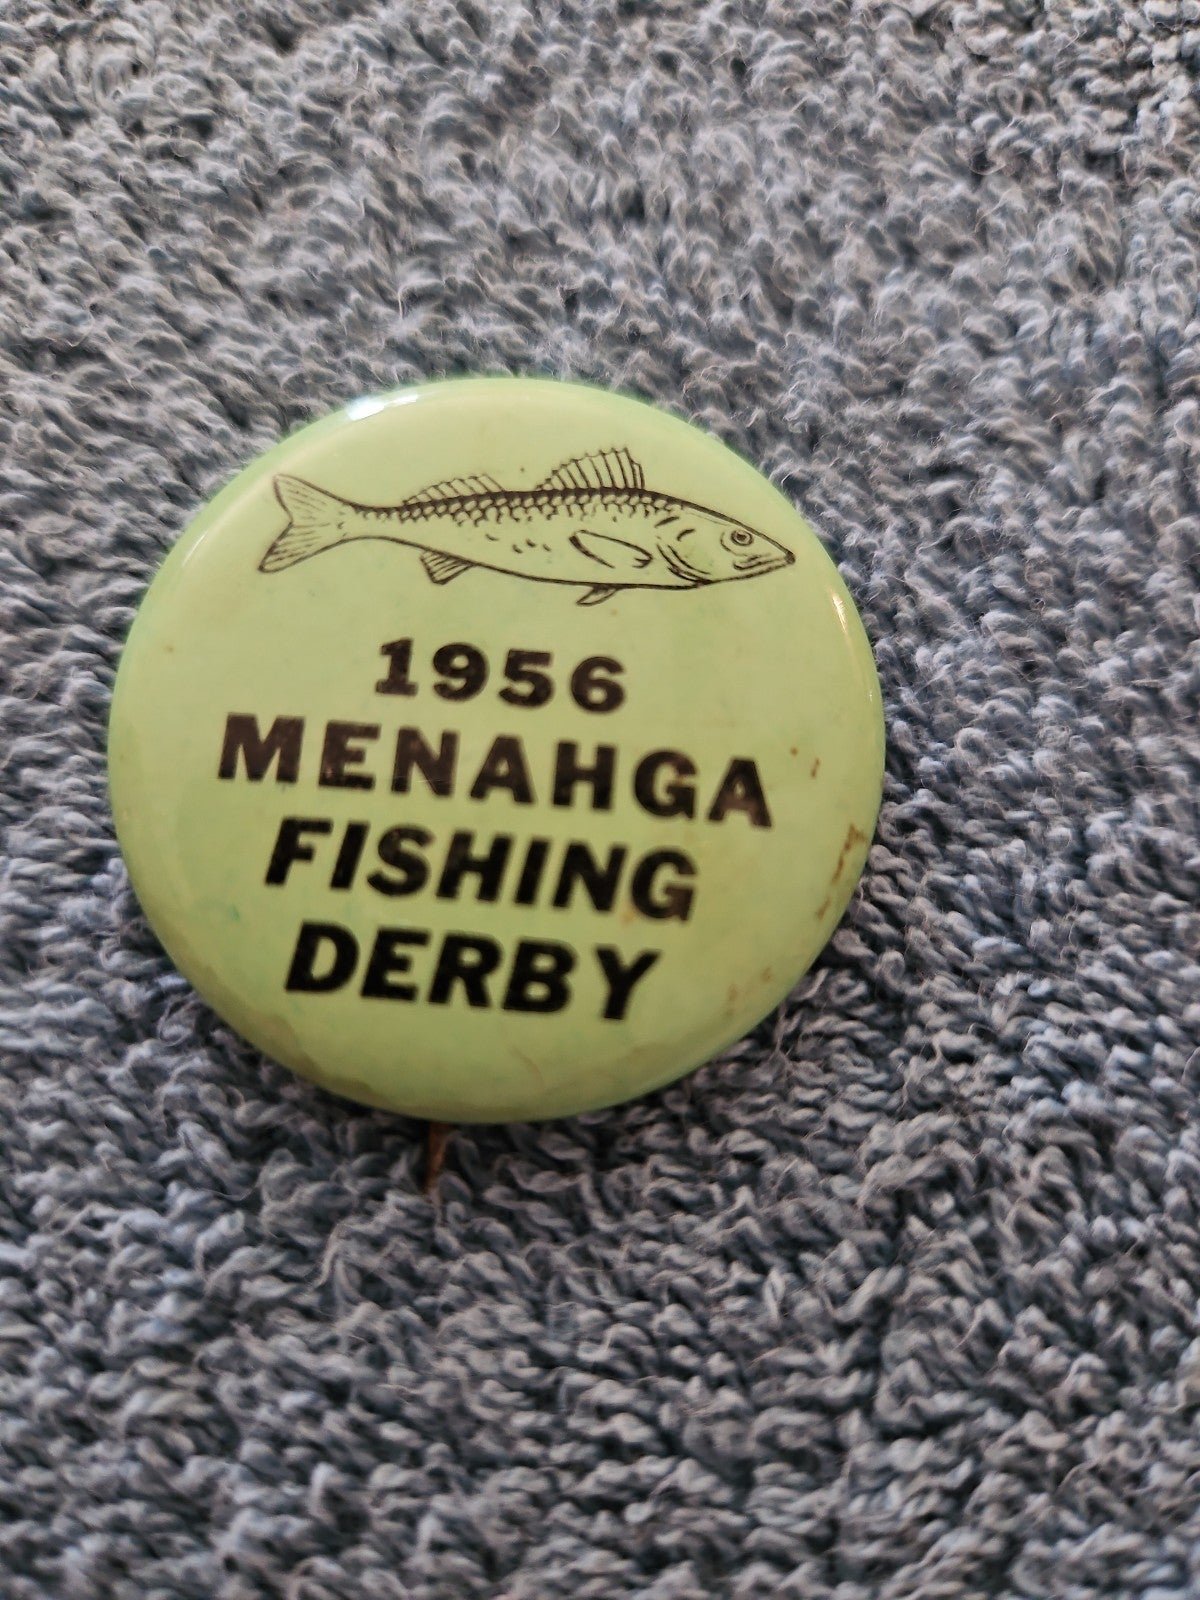 1956
MENAHGA
FISHING
DERBY